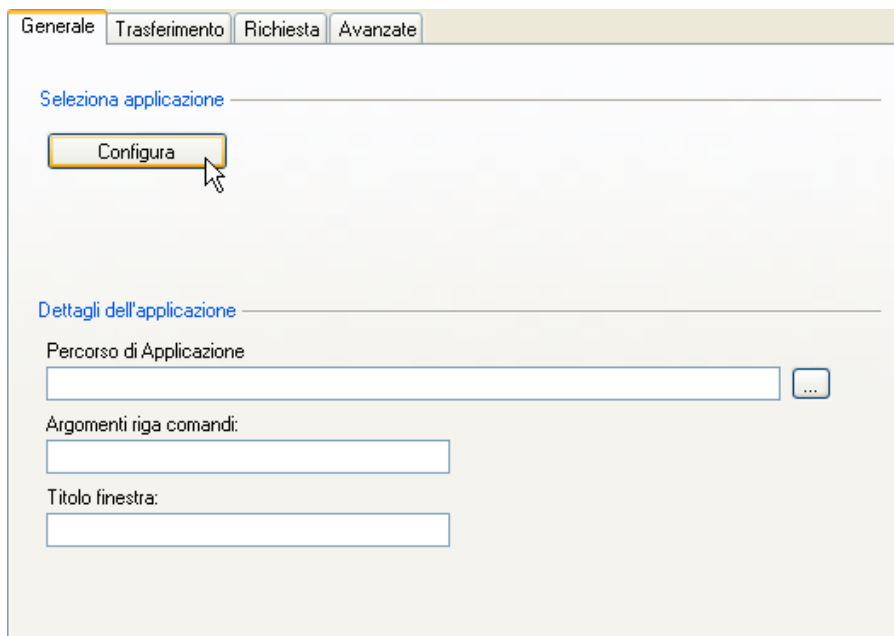 Generale Trasferimento Richiesta Avanzate
Seleziona applicazione
Configura
Dettagli dell'applicazione
Percorso di Applicazione
...
Argomenti riga comandi:
Titolo finestra: